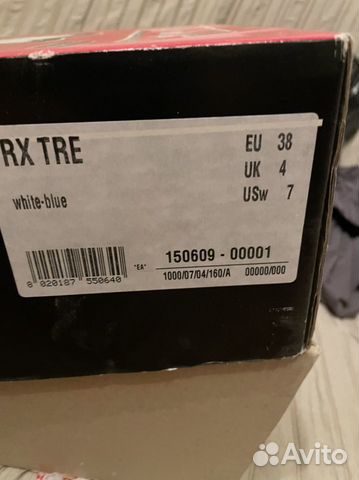 RX TRE
EU 38
UK 4
USw 7
white-blue
8 020187 550640
"EA"
150609 - 00001
1000/07/04/160/A 00000/000
Avito